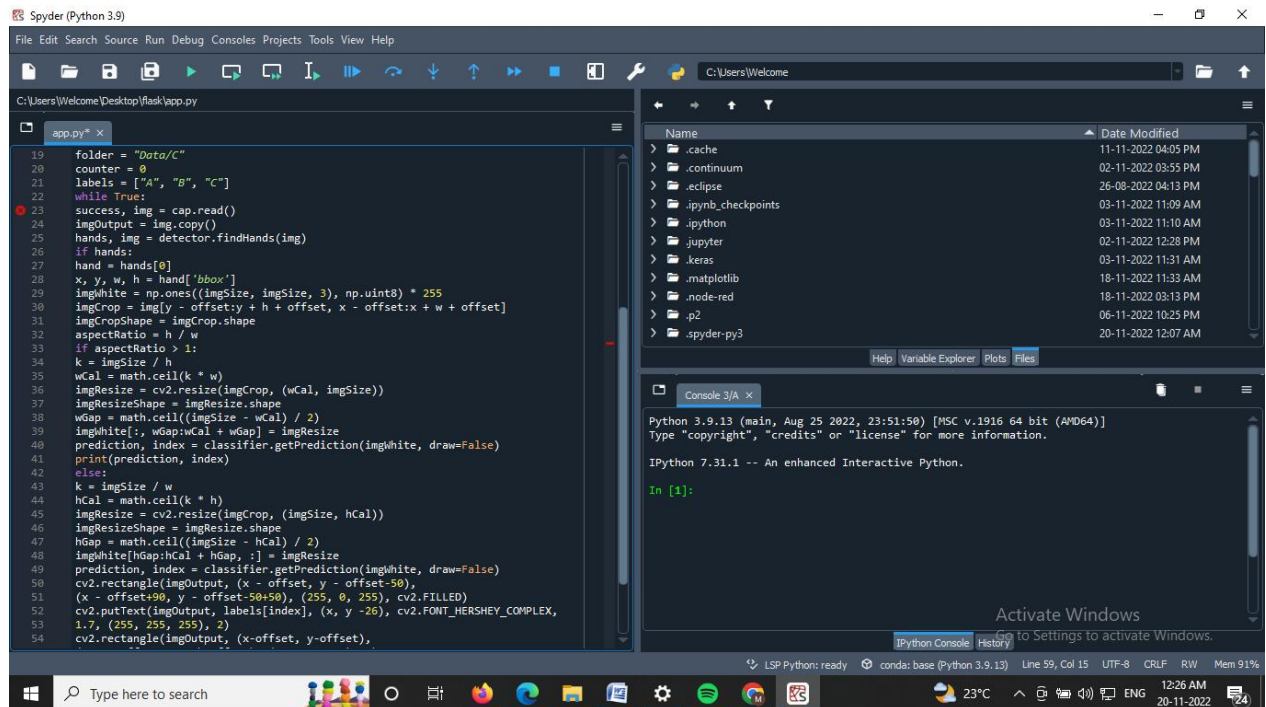 Spyder (Python 3.9)
File Edit Search Source Run Debug Consoles Projects Tools View Help
C:\Users\Welcome
C:\Users\Welcome\Desktop\flask\app.py
app.py* ×
19 folder = "Data/C"
20 counter = 0
21 labels = ["A", "B", "C"]
22 while True:
23 success, img = cap.read()
24 imgOutput = img.copy()
25 hands, img = detector.findHands(img)
26 if hands:
27 hand = hands[0]
28 x, y, w, h = hand['bbox']
29 imgWhite = np.ones((imgSize, imgSize, 3), np.uint8) * 255
30 imgCrop = img[y - offset:y + h + offset, x - offset:x + w + offset]
31 imgCropShape = imgCrop.shape
32 aspectRatio = h / w
33 if aspectRatio > 1:
34 k = imgSize / h
35 wCal = math.ceil(k * w)
36 imgResize = cv2.resize(imgCrop, (wCal, imgSize))
37 imgResizeShape = imgResize.shape
38 wGap = math.ceil((imgSize - wCal) / 2)
39 imgWhite[:, wGap:wCal + wGap] = imgResize
40 prediction, index = classifier.getPrediction(imgWhite, draw=False)
41 print(prediction, index)
42 else:
43 k = imgSize / w
44 hCal = math.ceil(k * h)
45 imgResize = cv2.resize(imgCrop, (imgSize, hCal))
46 imgResizeShape = imgResize.shape
47 hGap = math.ceil((imgSize - hCal) / 2)
48 imgWhite[hGap:hCal + hGap, :] = imgResize
49 prediction, index = classifier.getPrediction(imgWhite, draw=False)
50 cv2.rectangle(imgOutput, (x - offset, y - offset-50),
51 (x - offset+90, y - offset-50+50), (255, 0, 255), cv2.FILLED)
52 cv2.putText(imgOutput, labels[index], (x, y -26), cv2.FONT_HERSHEY_COMPLEX,
53 1.7, (255, 255, 255), 2)
54 cv2.rectangle(imgOutput, (x-offset, y-offset),
Name Date Modified
.cache 11-11-2022 04:05 PM
.continuum 02-11-2022 03:55 PM
.eclipse 26-08-2022 04:13 PM
.ipynb_checkpoints 03-11-2022 11:09 AM
.ipython 03-11-2022 11:10 AM
.jupyter 02-11-2022 12:28 PM
.keras 03-11-2022 11:31 AM
.matplotlib 18-11-2022 11:33 AM
.node-red 18-11-2022 03:13 PM
.p2 06-11-2022 10:25 PM
.spyder-py3 20-11-2022 12:07 AM
Help Variable Explorer Plots Files
Console 3/A ×
Python 3.9.13 (main, Aug 25 2022, 23:51:50) [MSC v.1916 64 bit (AMD64)]
Type "copyright", "credits" or "license" for more information.
IPython 7.31.1 -- An enhanced Interactive Python.
In [1]:
Activate Windows
Go to Settings to activate Windows.
IPython Console History
LSP Python: ready conda: base (Python 3.9.13) Line 59, Col 15 UTF-8 CRLF RW Mem 91%
Type here to search
23°C ENG 12:26 AM
20-11-2022
24